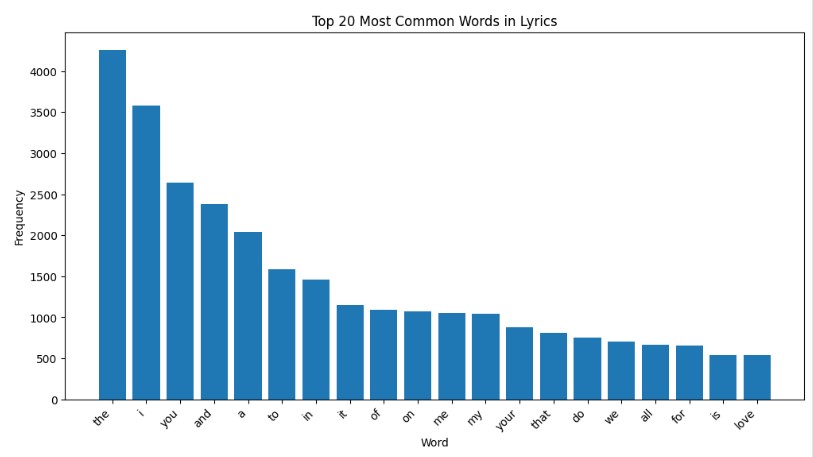 Top 20 Most Common Words in Lyrics
4000
3500
3000
2500
2000
1500
1000
500
0
Frequency
the i you and a to in it of on me my your that do we all for is love
Word